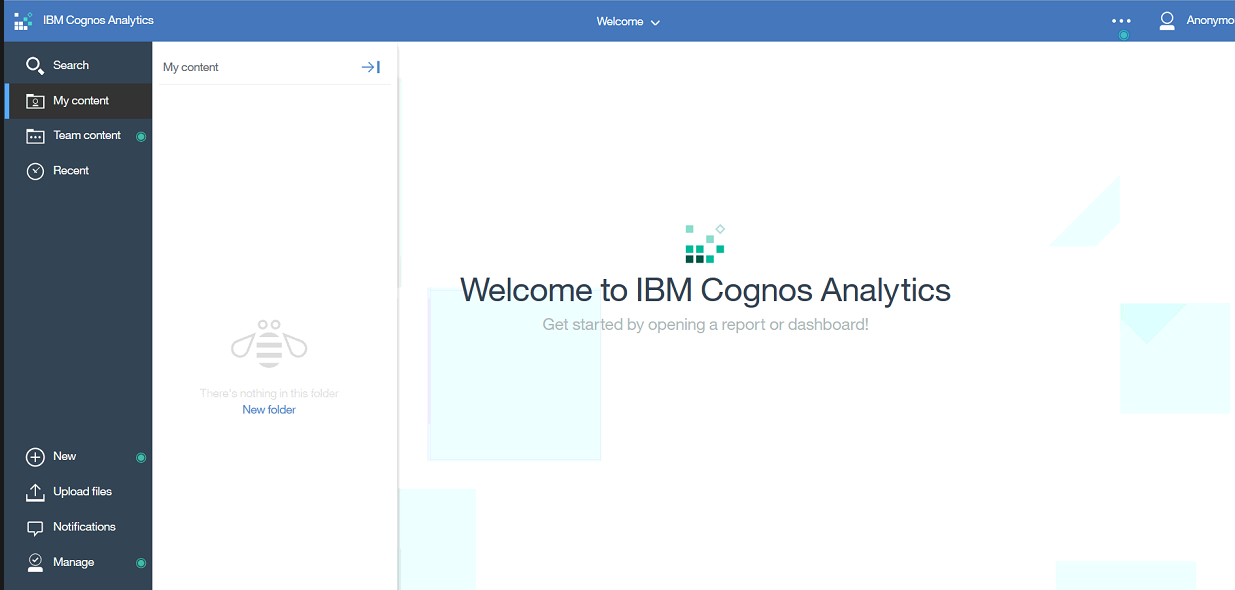 IBM Cognos Analytics
Welcome
Anonymo
Search
My content
Team content
Recent
New
Upload files
Notifications
Manage
My content
There's nothing in this folder
New folder
Welcome to IBM Cognos Analytics
Get started by opening a report or dashboard!